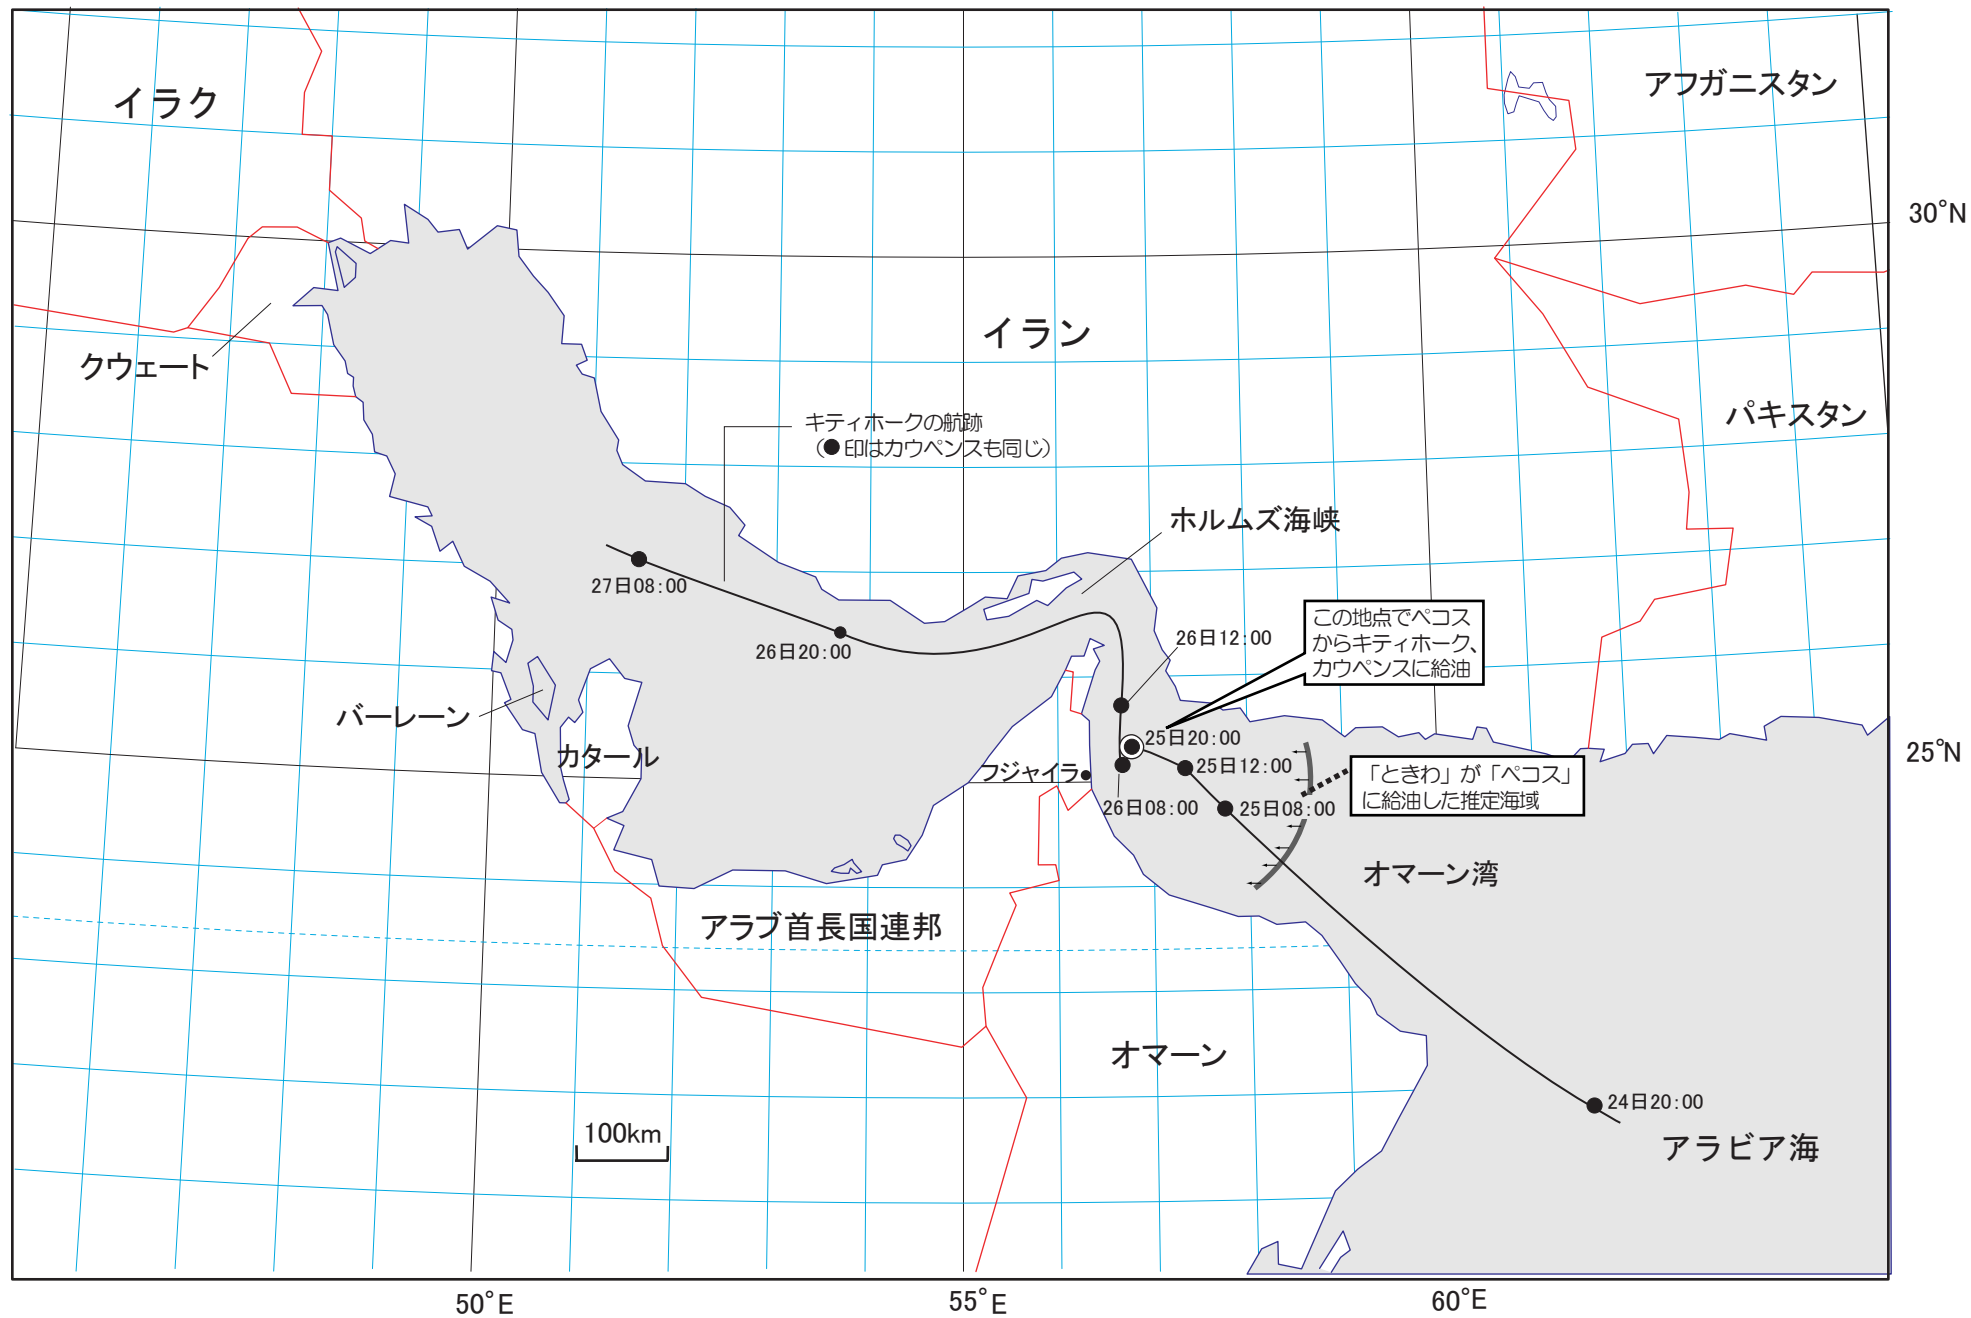 イラク
アフガニスタン
30°N
イラン
クウェート
パキスタン
キティホークの航跡
（●印はカウペンスも同じ）
ホルムズ海峡
27日08:00
26日20:00
26日12:00
この地点でペコス
からキティホーク、
カウペンスに給油
バーレーン
カタール
25日20:00
25°N
フジャイラ
25日12:00
「ときわ」が「ペコス」
に給油した推定海域
26日08:00
25日08:00
オマーン湾
アラブ首長国連邦
オマーン
24日20:00
100km
アラビア海
50°E
55°E
60°E